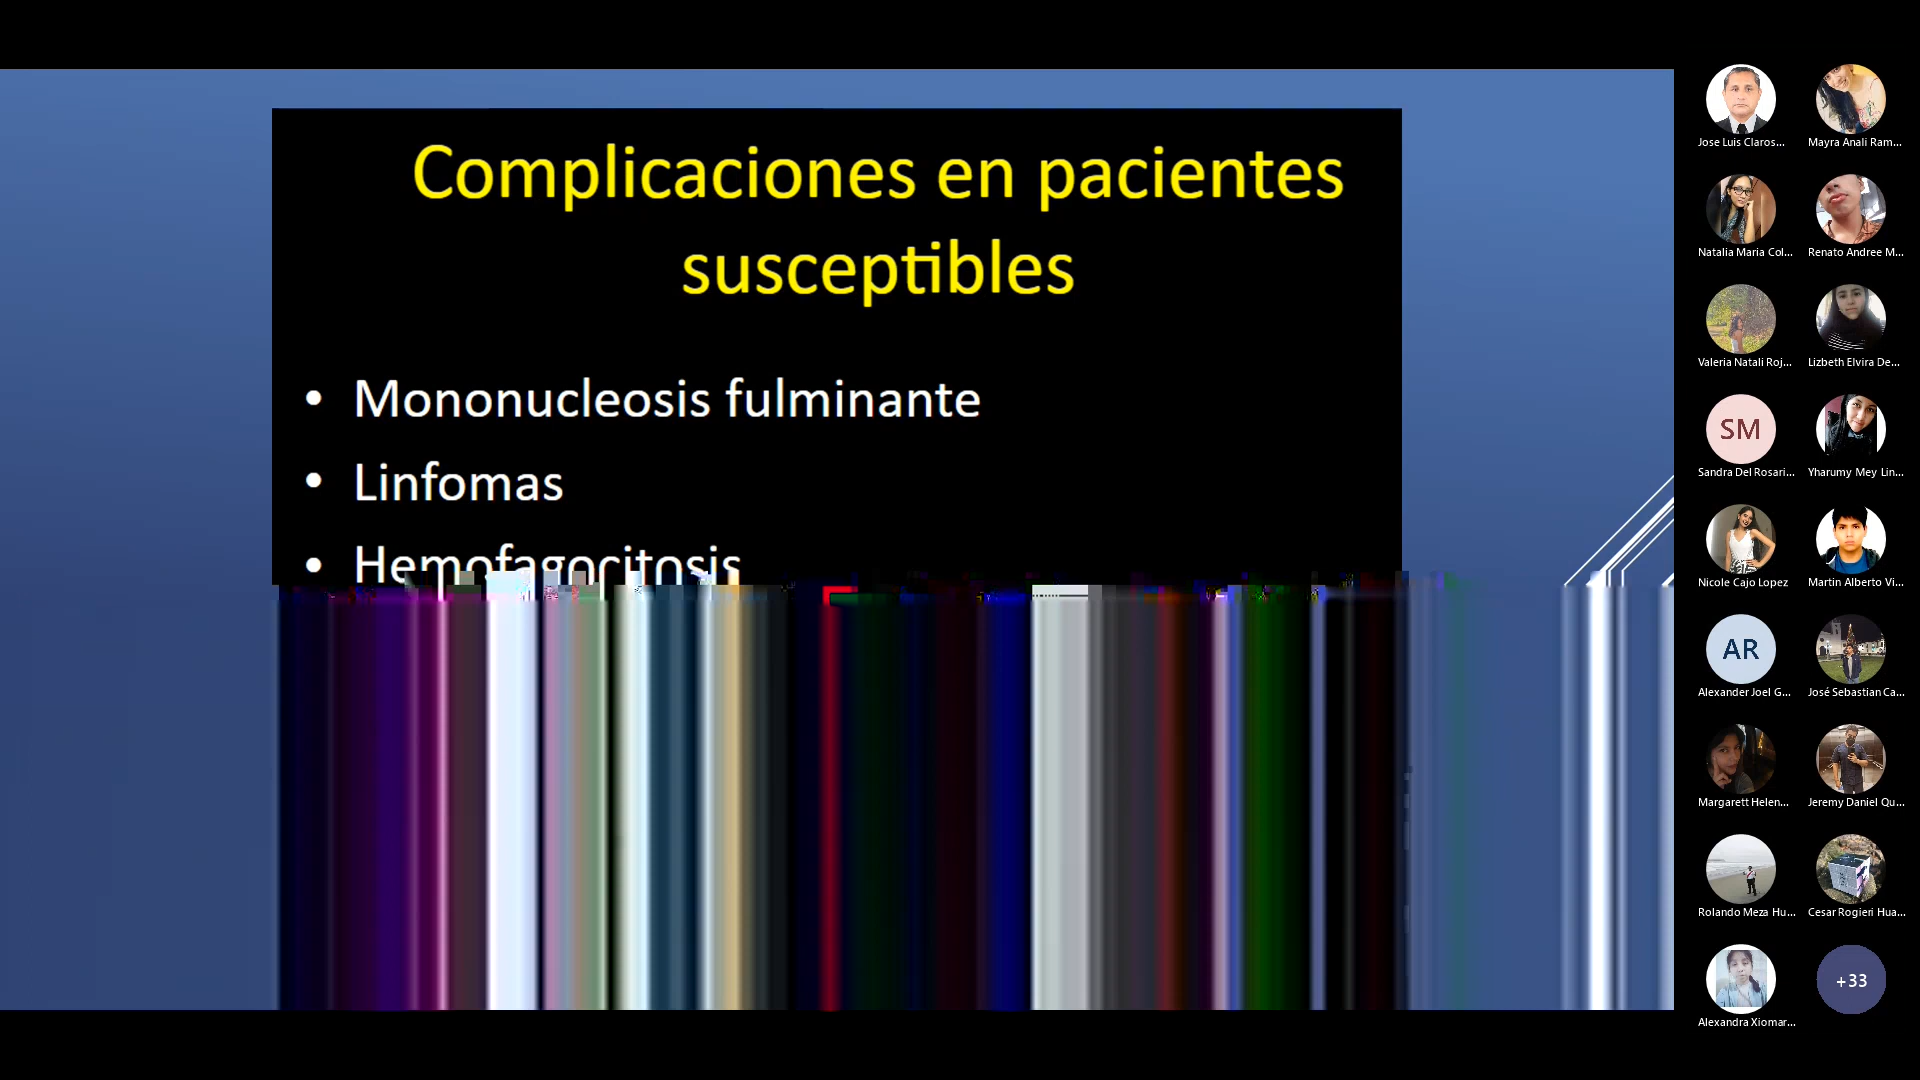 Complicaciones en pacientes
susceptibles
• Mononucleosis fulminante
• Linfomas
• Hemofagocitosis
Jose Luis Claros...
Mayra Anali Ram...
Natalia Maria Col...
Renato Andree M...
Valeria Natali Roj...
Lizbeth Elvira De...
SM
Sandra Del Rosari...
Yharumy Mey Lin...
Nicole Cajo Lopez
Martin Alberto Vi...
AR
Alexander Joel G...
José Sebastian Ca...
Margarett Helen...
Jeremy Daniel Qu...
Rolando Meza Hu...
Cesar Rogieri Hua...
Alexandra Xiomar...
+33